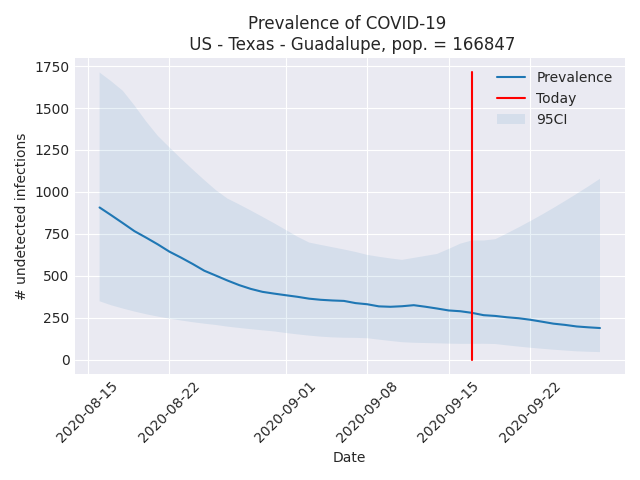 Prevalence of COVID-19
US - Texas - Guadalupe, pop. = 166847
Prevalence
Today
95CI
# undetected infections
1750
1500
1250
1000
750
500
250
0
2020-08-15
2020-08-22
2020-09-01
2020-09-08
2020-09-15
2020-09-22
Date